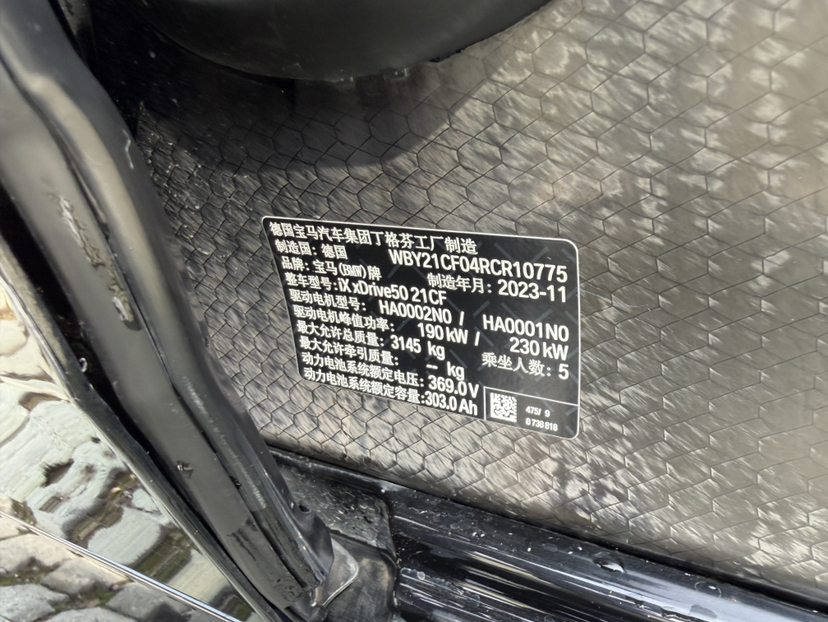 德国宝马汽车集团丁格芬工厂制造
制造国：德国 WBY21CF04RCR10775
品牌：宝马(BMW)牌 制造年月：2023-11
整车型号：iX xDrive50 21CF
驱动电机型号： HA0002N0 / HA0001N0
驱动电机峰值功率： 190 kW / 230 kW
最大允许总质量：3145 kg 乘坐人数：5
最大允许牵引质量： -- kg
动力电池系统额定电压：369.0 V
动力电池系统额定容量：303.0 Ah
475/ 9
8 738 818